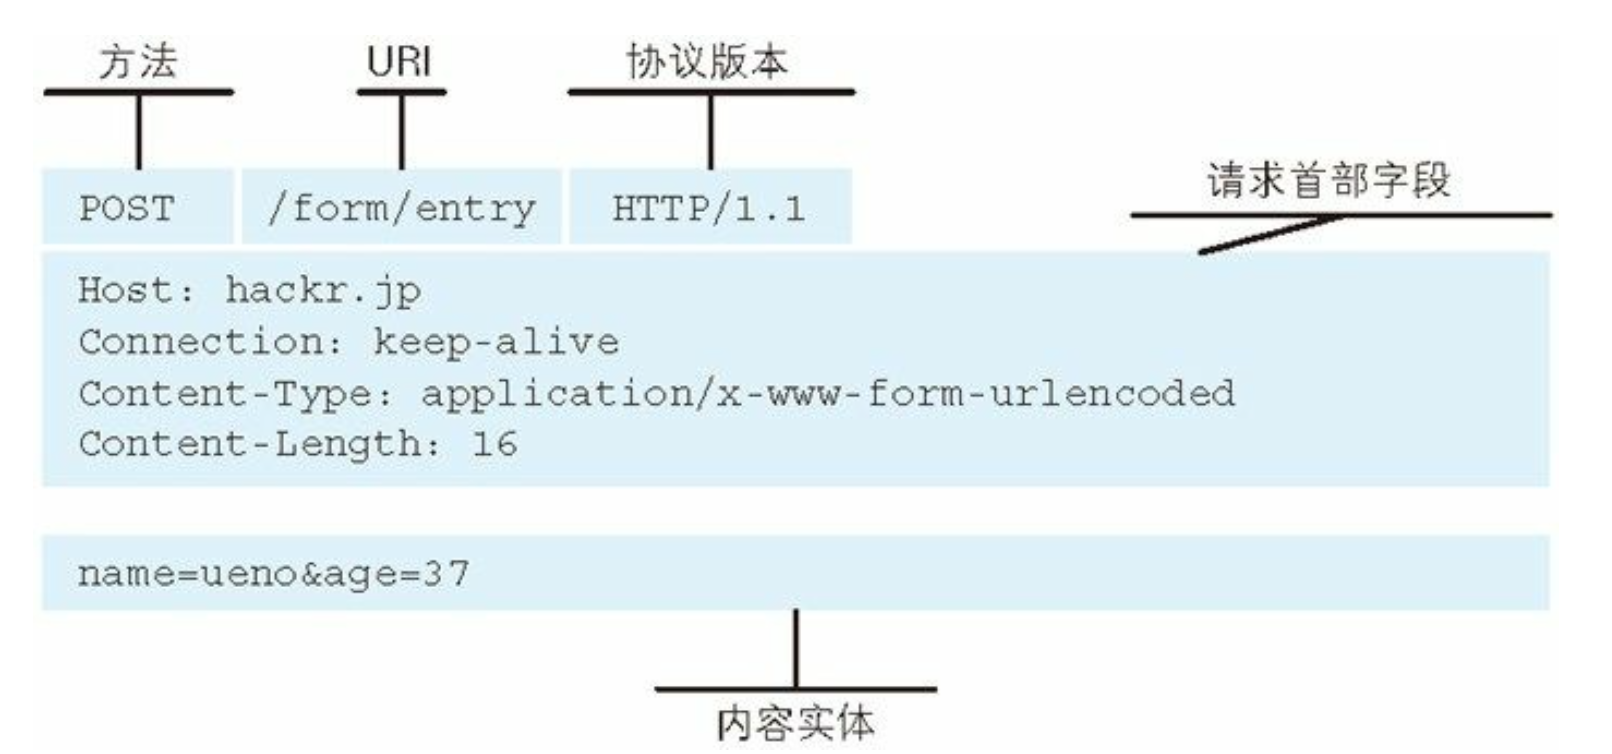 方法 URI 协议版本
请求首部字段
POST /form/entry HTTP/1.1
Host: hackr.jp
Connection: keep-alive
Content-Type: application/x-www-form-urlencoded
Content-Length: 16
name=ueno&age=37
内容实体